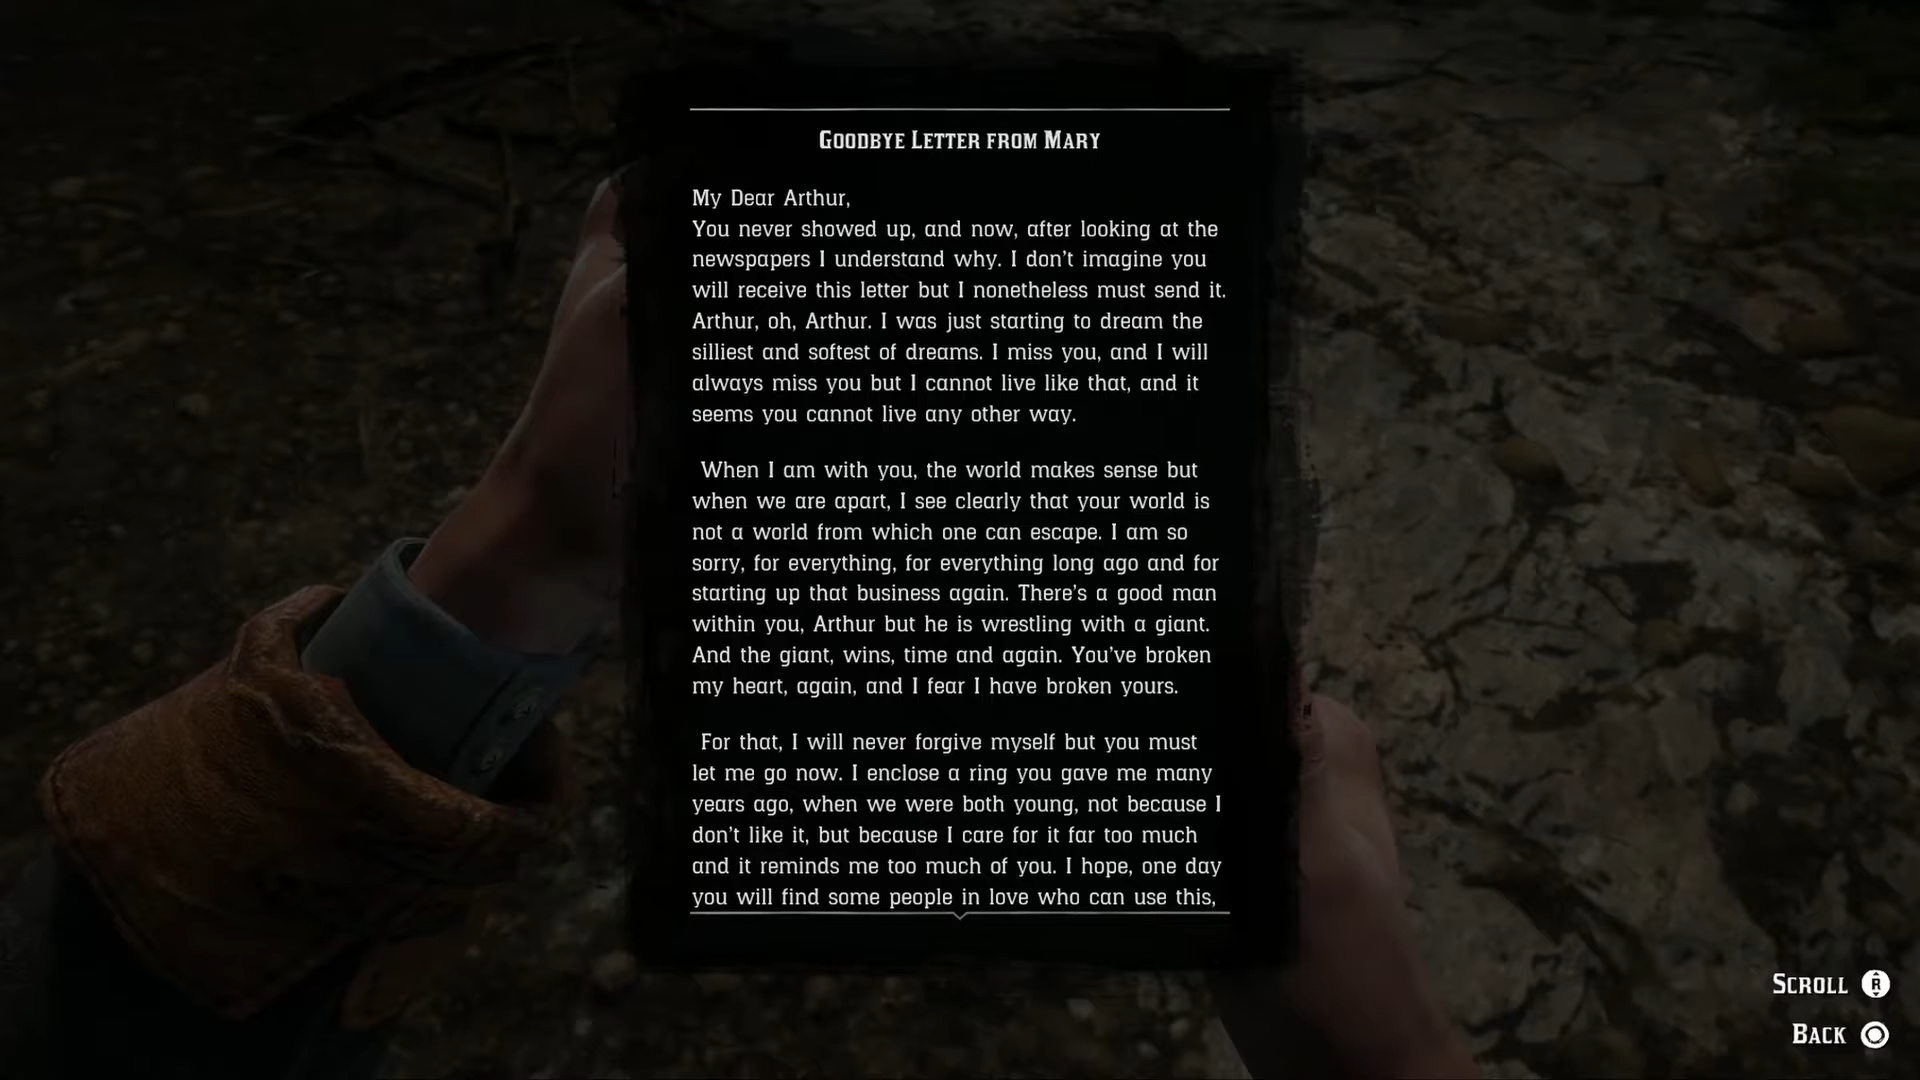 Goodbye Letter from Mary
My Dear Arthur,
You never showed up, and now, after looking at the
newspapers I understand why. I don't imagine you
will receive this letter but I nonetheless must send it.
Arthur, oh, Arthur. I was just starting to dream the
silliest and softest of dreams. I miss you, and I will
always miss you but I cannot live like that, and it
seems you cannot live any other way.
When I am with you, the world makes sense but
when we are apart, I see clearly that your world is
not a world from which one can escape. I am so
sorry, for everything, for everything long ago and for
starting up that business again. There's a good man
within you, Arthur but he is wrestling with a giant.
And the giant, wins, time and again. You've broken
my heart, again, and I fear I have broken yours.
For that, I will never forgive myself but you must
let me go now. I enclose a ring you gave me many
years ago, when we were both young, not because I
don't like it, but because I care for it far too much
and it reminds me too much of you. I hope, one day
you will find some people in love who can use this,
Scroll R
Back